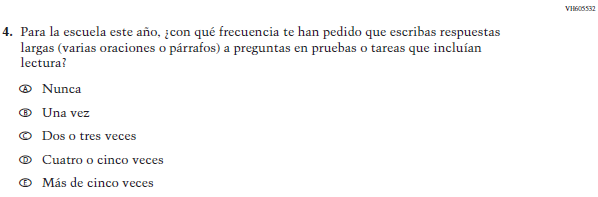 VH605532
4. Para la escuela este año, ¿con qué frecuencia te han pedido que escribas respuestas
largas (varias oraciones o párrafos) a preguntas en pruebas o tareas que incluían
lectura?
A Nunca
B Una vez
C Dos o tres veces
D Cuatro o cinco veces
E Más de cinco veces